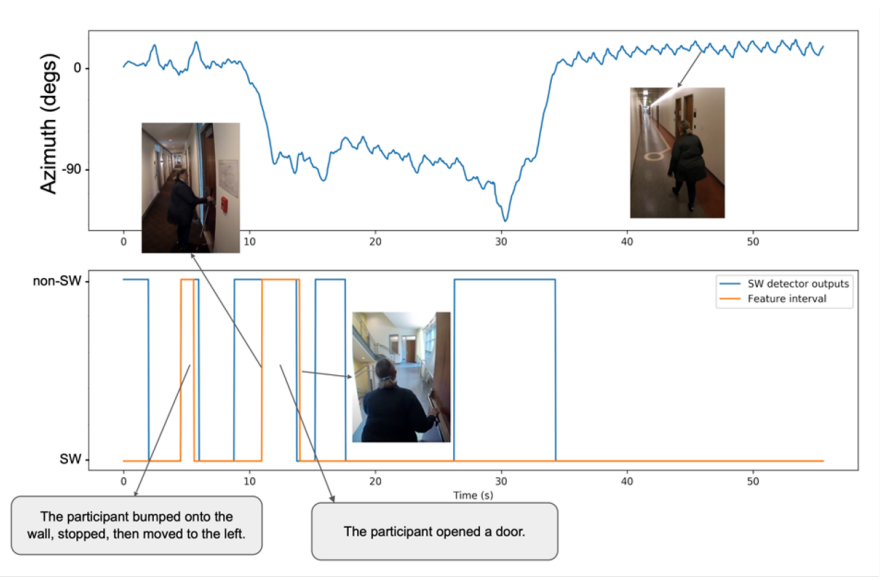 Azimuth (degs)
0
-90
0
10
20
30
40
50
non-SW
SW
SW detector outputs
Feature interval
0
10
20
30
40
50
Time (s)
The participant bumped onto the
wall, stopped, then moved to the left.
The participant opened a door.